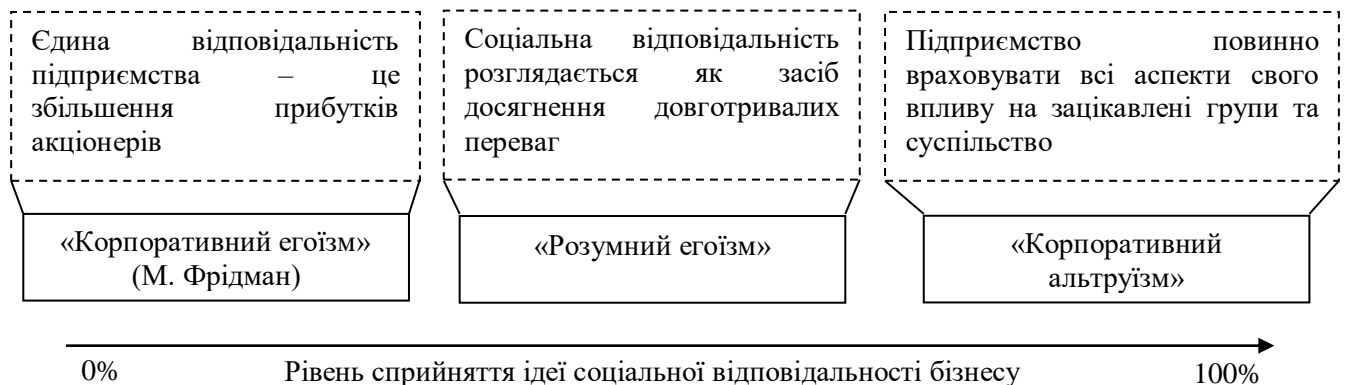 Єдина відповідальність
підприємства – це
збільшення прибутків
акціонерів
Соціальна відповідальність
розглядається як засіб
досягнення довготривалих
переваг
Підприємство повинно
враховувати всі аспекти свого
впливу на зацікавлені групи та
суспільство
«Корпоративний егоїзм»
(М. Фрідман)
«Розумний егоїзм»
«Корпоративний
альтруїзм»
0% Рівень сприйняття ідеї соціальної відповідальності бізнесу 100%